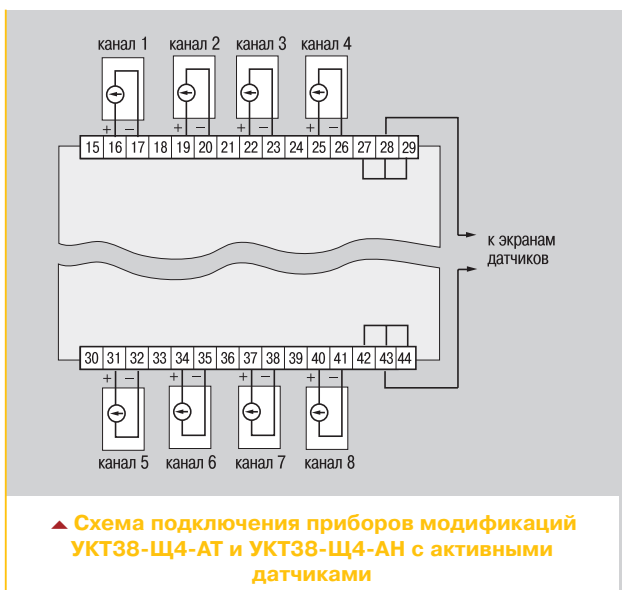 канал 1 канал 2 канал 3 канал 4
+ − + − + − + −
15 16 17 18 19 20 21 22 23 24 25 26 27 28 29
к экранам
датчиков
30 31 32 33 34 35 36 37 38 39 40 41 42 43 44
+ − + − + − + −
канал 5 канал 6 канал 7 канал 8
Схема подключения приборов модификаций
УКТ38-Щ4-АТ и УКТ38-Щ4-АН с активными
датчиками